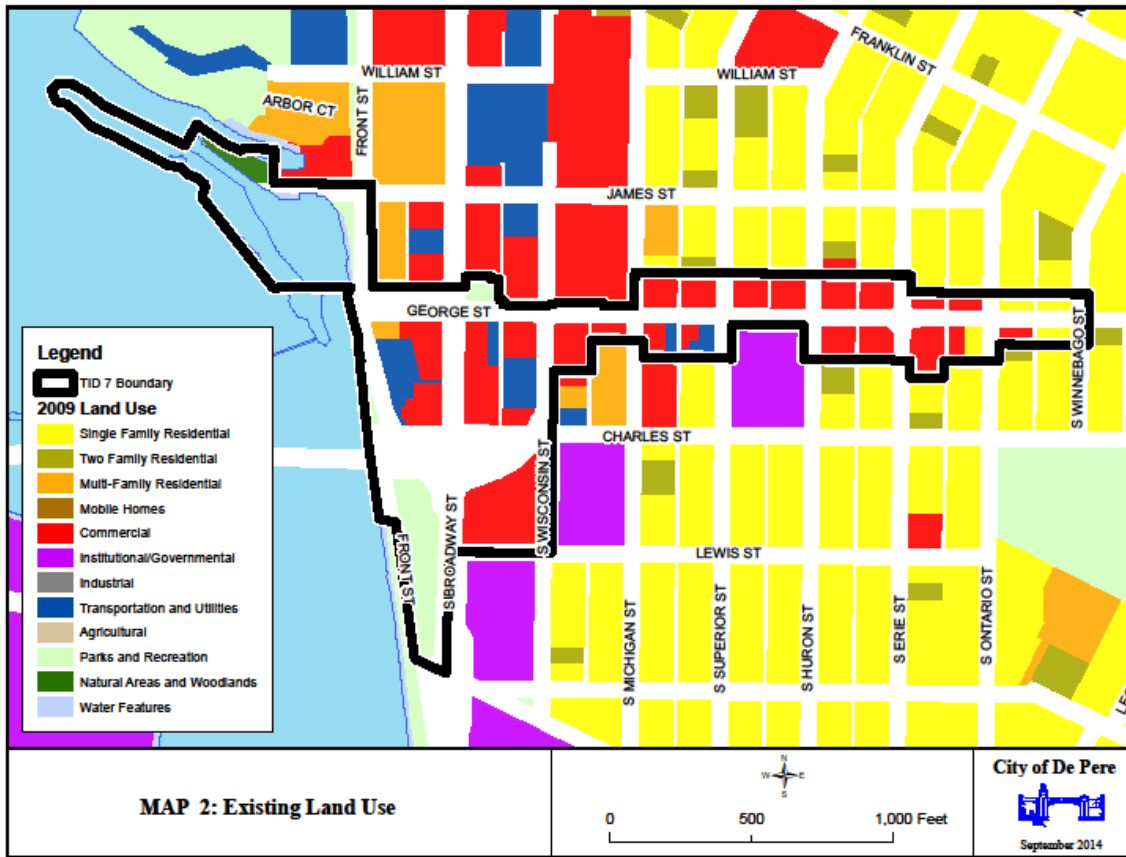 FRANKLIN ST
WILLIAM ST
WILLIAM ST
ARBOR CT
FRONT ST
JAMES ST
GEORGE ST
S WINNEBAGO ST
CHARLES ST
S WISCONSIN ST
S BROADWAY ST
FRONT ST
LEWIS ST
S MICHIGAN ST
S SUPERIOR ST
S HURON ST
S ERIE ST
S ONTARIO ST
Legend
TID 7 Boundary
2009 Land Use
Single Family Residential
Two Family Residential
Multi-Family Residential
Mobile Homes
Commercial
Institutional/Governmental
Industrial
Transportation and Utilities
Agricultural
Parks and Recreation
Natural Areas and Woodlands
Water Features
MAP 2: Existing Land Use
N
W E
S
0 500 1,000 Feet
City of De Pere
September 2014